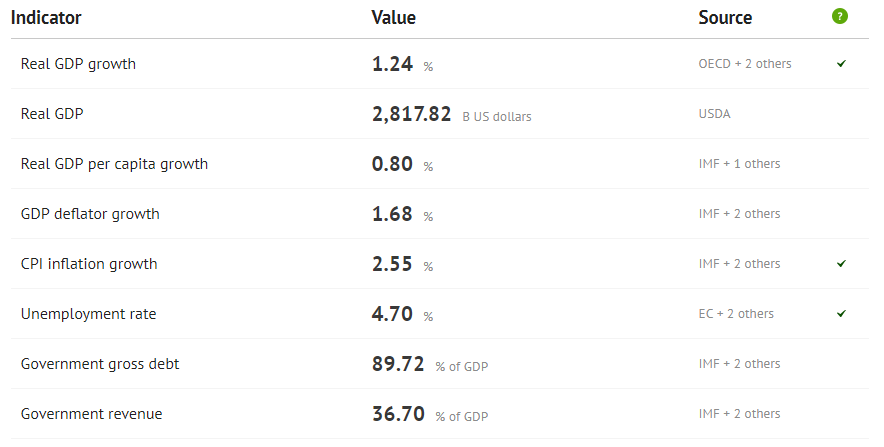 Indicator Value Source ?
Real GDP growth 1.24 % OECD + 2 others ✓
Real GDP 2,817.82 B US dollars USDA
Real GDP per capita growth 0.80 % IMF + 1 others
GDP deflator growth 1.68 % IMF + 2 others
CPI inflation growth 2.55 % IMF + 2 others ✓
Unemployment rate 4.70 % EC + 2 others ✓
Government gross debt 89.72 % of GDP IMF + 2 others
Government revenue 36.70 % of GDP IMF + 2 others